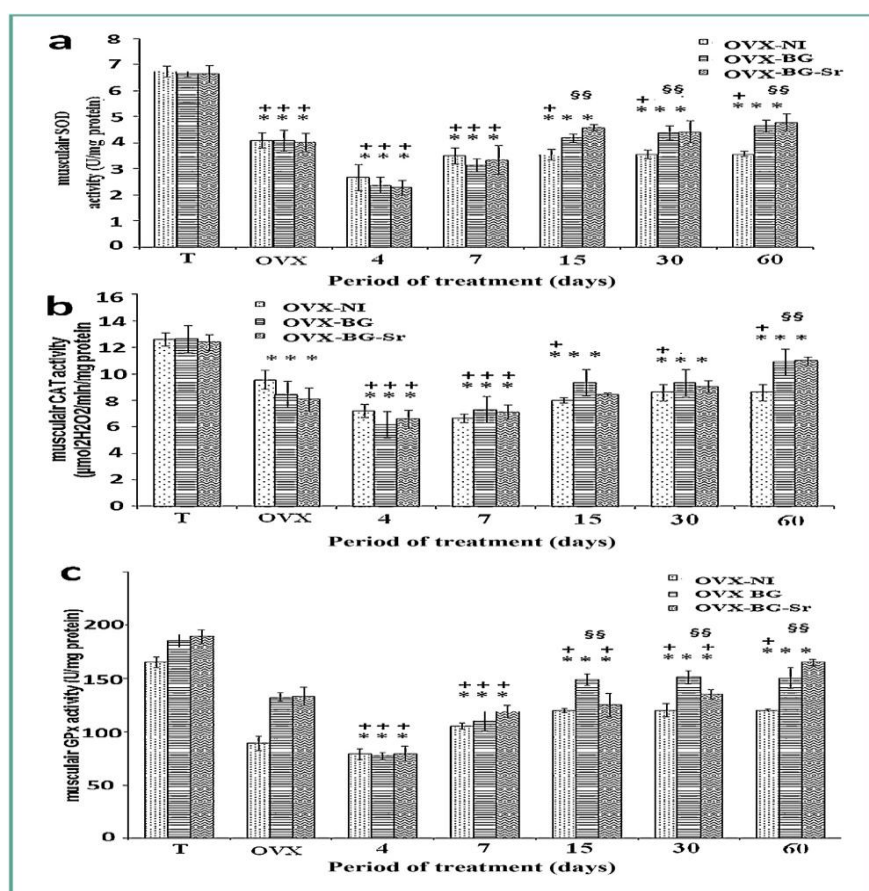 a
8
7
6
5
4
3
2
1
0
musculair SOD
activity (U/mg protein)
OVX-NI
OVX-BG
OVX-BG-Sr
+ + +
* * *
+ + +
* * *
+ + +
* * *
+ §§
* * *
+ §§
* * *
+ §§
* * *
T OVX 4 7 15 30 60
Period of treatment (days)
b
16
14
12
10
8
6
4
2
0
musculair CAT activity
(µmol2H2O2/min/mg protein
OVX-NI
OVX-BG
OVX-BG-Sr
* * *
+ + +
* * *
+ + +
* * *
+
* * *
+
* * *
+ §§
* * *
T OVX 4 7 15 30 60
Period of treatment (days)
c
200
150
100
50
0
musculair GPx activity (U/mg protein)
OVX-NI
OVX BG
OVX-BG-Sr
+ + +
* * *
+ + +
* * *
+ §§ +
* * *
+ §§ +
* * *
+ §§
* * *
T OVX 4 7 15 30 60
Period of treatment (days)